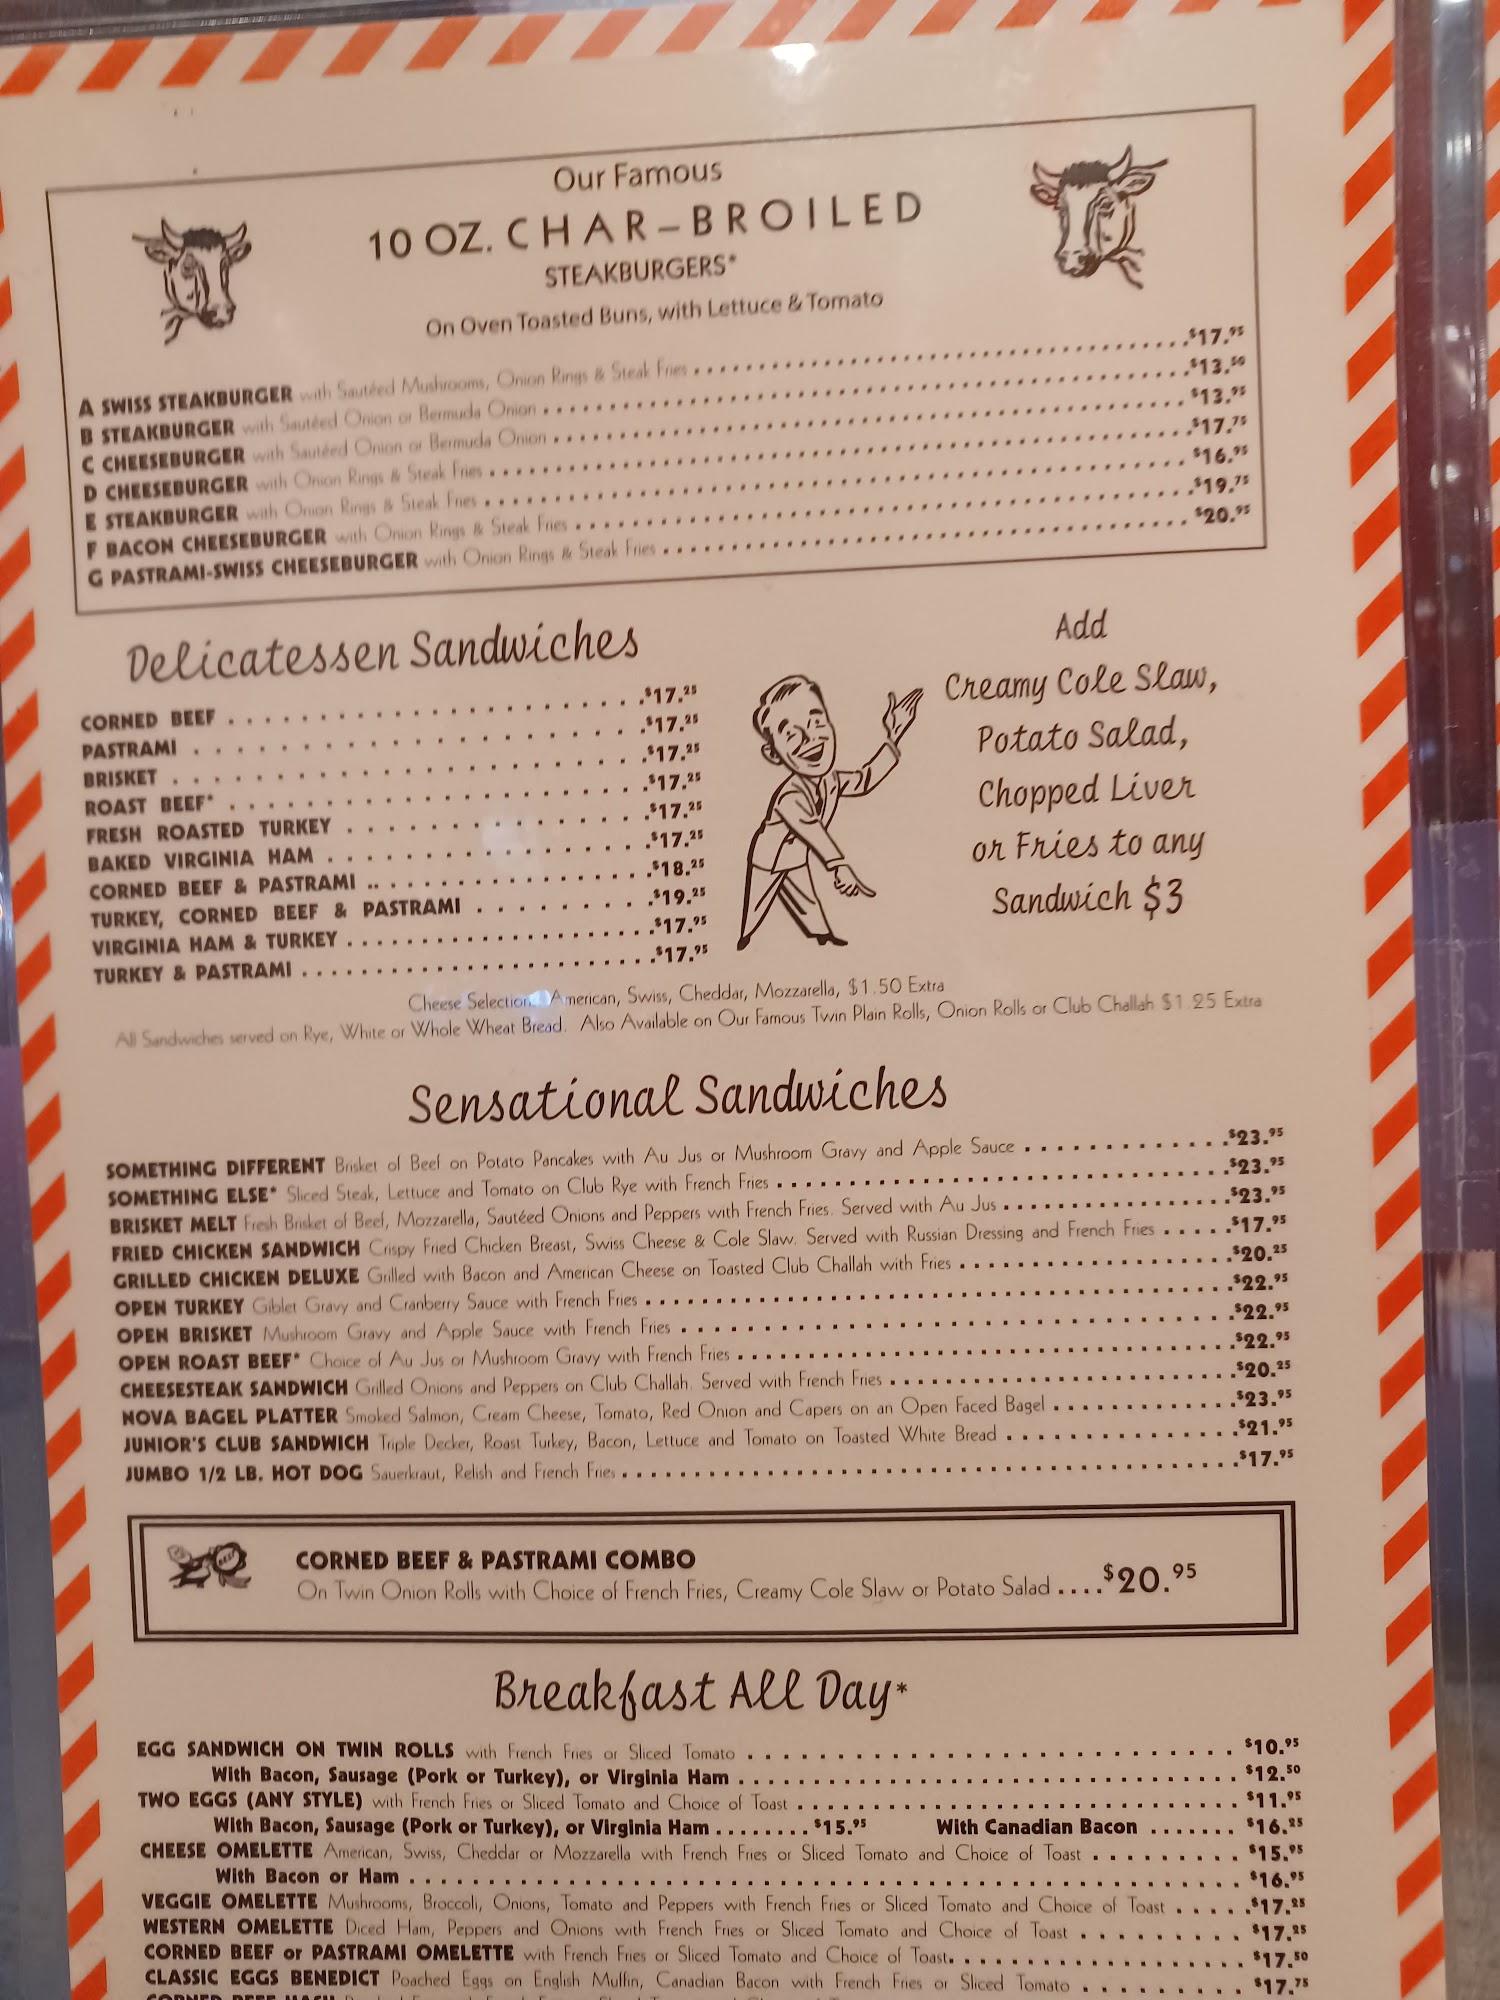 Our Famous
10 OZ. CHAR–BROILED
STEAKBURGERS*
On Oven Toasted Buns, with Lettuce & Tomato
A SWISS STEAKBURGER with Sautéed Mushrooms, Onion Rings & Steak Fries $17.95
B STEAKBURGER with Sautéed Onion or Bermuda Onion $13.50
C CHEESEBURGER with Sautéed Onion or Bermuda Onion $13.95
D CHEESEBURGER with Onion Rings & Steak Fries $17.75
E STEAKBURGER with Onion Rings & Steak Fries $16.95
F BACON CHEESEBURGER with Onion Rings & Steak Fries $19.75
G PASTRAMI-SWISS CHEESEBURGER with Onion Rings & Steak Fries $20.95
Delicatessen Sandwiches
CORNED BEEF $17.25
PASTRAMI $17.25
BRISKET $17.25
ROAST BEEF* $17.25
FRESH ROASTED TURKEY $17.25
BAKED VIRGINIA HAM $17.25
CORNED BEEF & PASTRAMI $18.25
TURKEY, CORNED BEEF & PASTRAMI $19.25
VIRGINIA HAM & TURKEY $17.95
TURKEY & PASTRAMI $17.95
Add
Creamy Cole Slaw,
Potato Salad,
Chopped Liver
or Fries to any
Sandwich $3
Cheese Selection American, Swiss, Cheddar, Mozzarella, $1.50 Extra
All Sandwiches served on Rye, White or Whole Wheat Bread. Also Available on Our Famous Twin Plain Rolls, Onion Rolls or Club Challah $1.25 Extra
Sensational Sandwiches
SOMETHING DIFFERENT Brisket of Beef on Potato Pancakes with Au Jus or Mushroom Gravy and Apple Sauce $23.95
SOMETHING ELSE* Sliced Steak, Lettuce and Tomato on Club Rye with French Fries $23.95
BRISKET MELT Fresh Brisket of Beef, Mozzarella, Sautéed Onions and Peppers with French Fries. Served with Au Jus $23.95
FRIED CHICKEN SANDWICH Crispy Fried Chicken Breast, Swiss Cheese & Cole Slaw. Served with Russian Dressing and French Fries $17.95
GRILLED CHICKEN DELUXE Grilled with Bacon and American Cheese on Toasted Club Challah with Fries $20.25
OPEN TURKEY Giblet Gravy and Cranberry Sauce with French Fries $22.95
OPEN BRISKET Mushroom Gravy and Apple Sauce with French Fries $22.95
OPEN ROAST BEEF* Choice of Au Jus or Mushroom Gravy with French Fries $22.95
CHEESESTEAK SANDWICH Grilled Onions and Peppers on Club Challah. Served with French Fries $20.25
NOVA BAGEL PLATTER Smoked Salmon, Cream Cheese, Tomato, Red Onion and Capers on an Open Faced Bagel $23.95
JUNIOR'S CLUB SANDWICH Triple Decker, Roast Turkey, Bacon, Lettuce and Tomato on Toasted White Bread $21.95
JUMBO 1/2 LB. HOT DOG Sauerkraut, Relish and French Fries $17.95
CORNED BEEF & PASTRAMI COMBO
On Twin Onion Rolls with Choice of French Fries, Creamy Cole Slaw or Potato Salad ....$20.95
Breakfast All Day*
EGG SANDWICH ON TWIN ROLLS with French Fries or Sliced Tomato $10.95
With Bacon, Sausage (Pork or Turkey), or Virginia Ham $12.50
TWO EGGS (ANY STYLE) with French Fries or Sliced Tomato and Choice of Toast $11.95
With Bacon, Sausage (Pork or Turkey), or Virginia Ham $15.95 With Canadian Bacon $16.25
CHEESE OMELETTE American, Swiss, Cheddar or Mozzarella with French Fries or Sliced Tomato and Choice of Toast $15.95
With Bacon or Ham $16.95
VEGGIE OMELETTE Mushrooms, Broccoli, Onions, Tomato and Peppers with French Fries or Sliced Tomato and Choice of Toast $17.25
WESTERN OMELETTE Diced Ham, Peppers and Onions with French Fries or Sliced Tomato and Choice of Toast $17.25
CORNED BEEF or PASTRAMI OMELETTE with French Fries or Sliced Tomato and Choice of Toast $17.50
CLASSIC EGGS BENEDICT Poached Eggs on English Muffin, Canadian Bacon with French Fries or Sliced Tomato $17.75